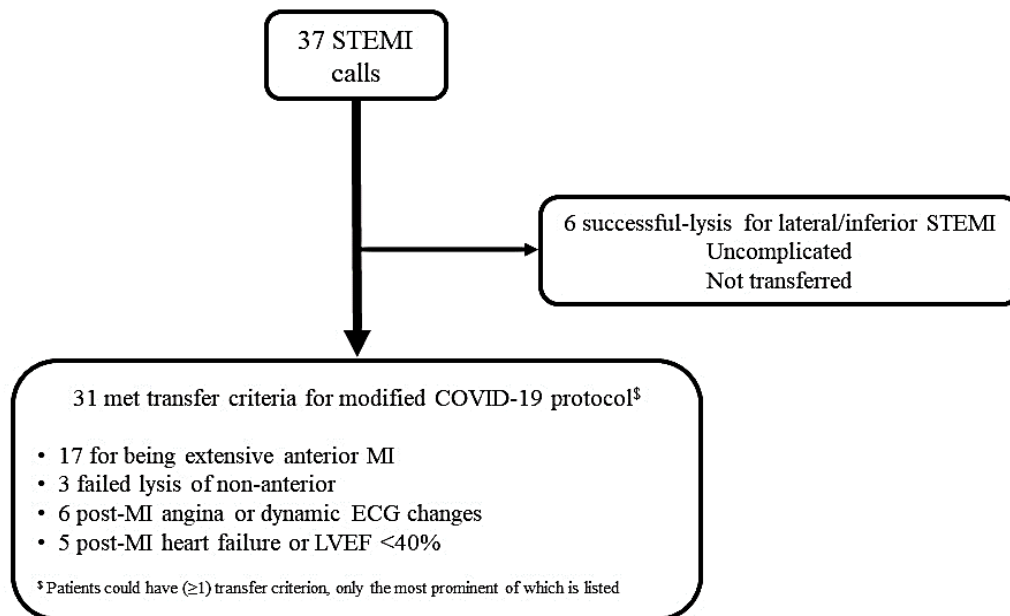 37 STEMI
calls
6 successful-lysis for lateral/inferior STEMI
Uncomplicated
Not transferred
31 met transfer criteria for modified COVID-19 protocol$
• 17 for being extensive anterior MI
• 3 failed lysis of non-anterior
• 6 post-MI angina or dynamic ECG changes
• 5 post-MI heart failure or LVEF <40%
$ Patients could have (≥1) transfer criterion, only the most prominent of which is listed